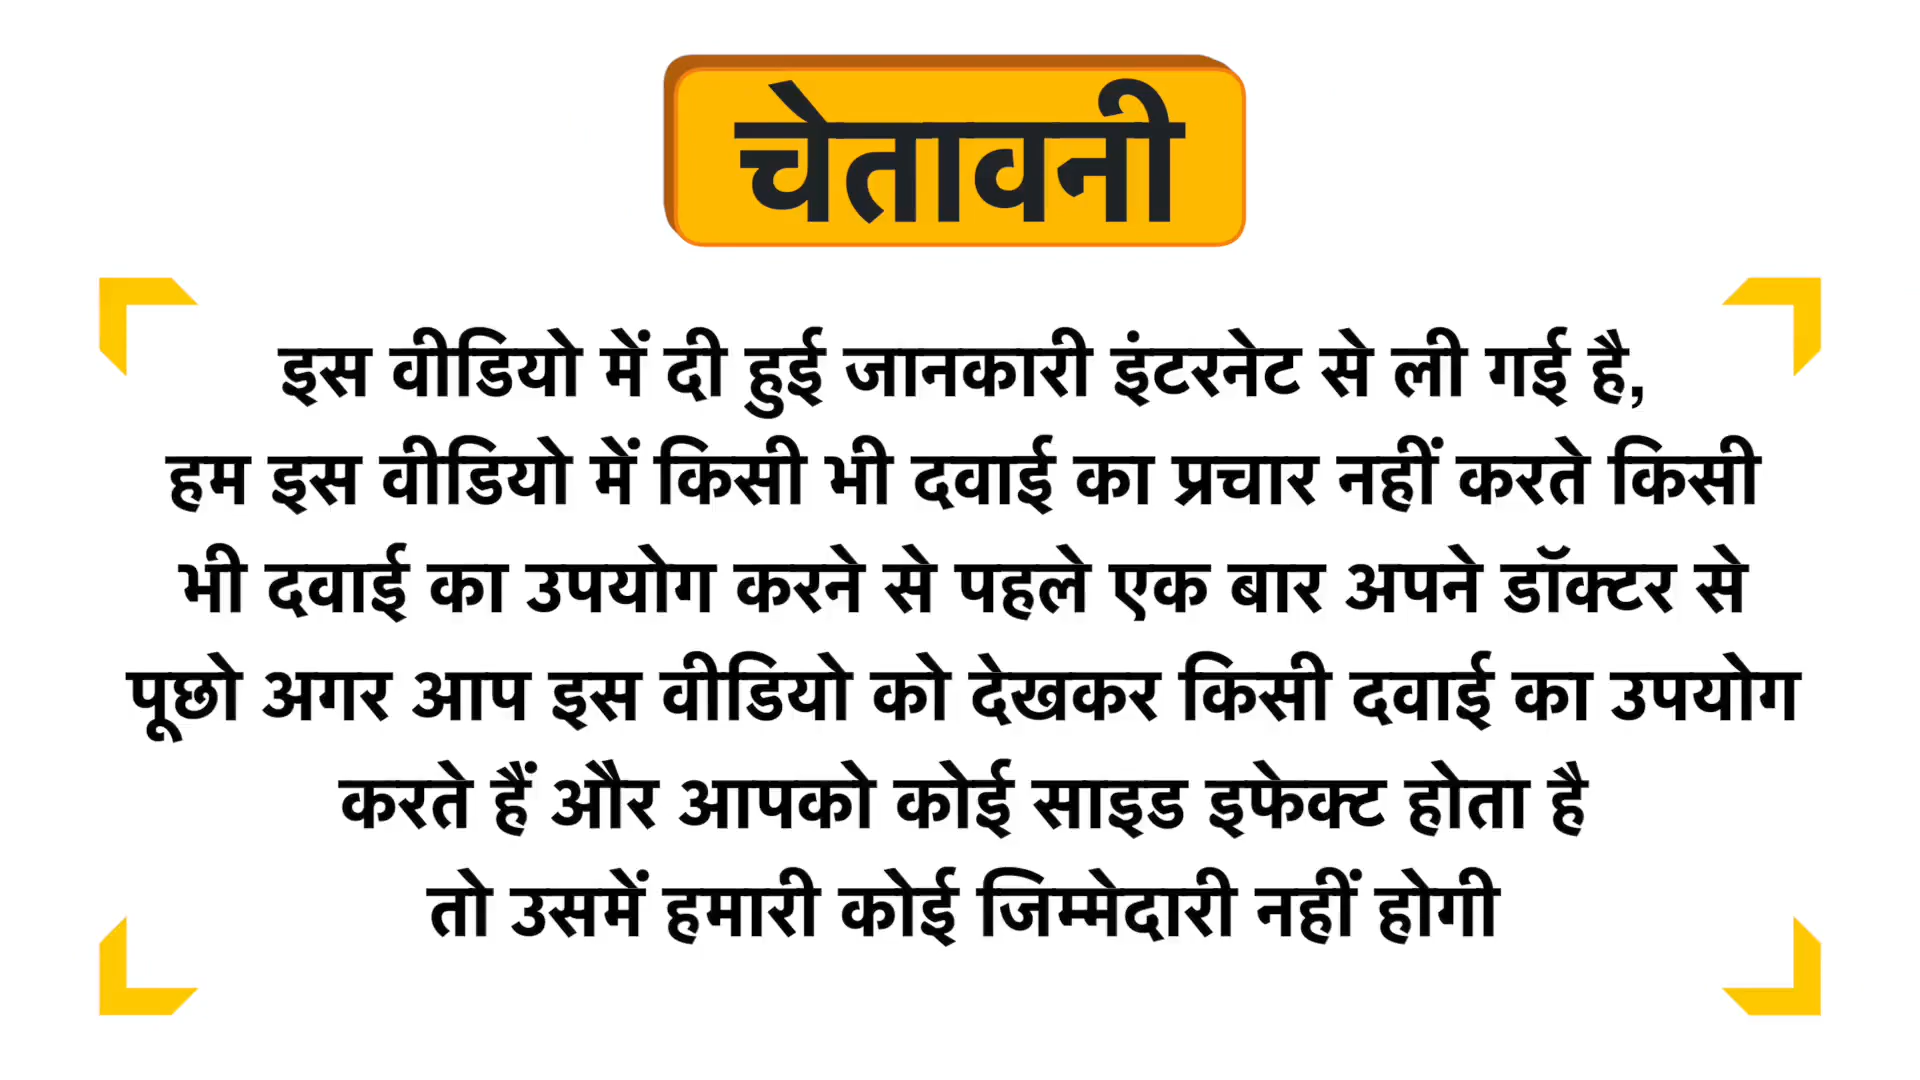 चेतावनी
इस वीडियो में दी हुई जानकारी इंटरनेट से ली गई है,
हम इस वीडियो में किसी भी दवाई का प्रचार नहीं करते किसी
भी दवाई का उपयोग करने से पहले एक बार अपने डॉक्टर से
पूछो अगर आप इस वीडियो को देखकर किसी दवाई का उपयोग
करते हैं और आपको कोई साइड इफेक्ट होता है
तो उसमें हमारी कोई जिम्मेदारी नहीं होगी